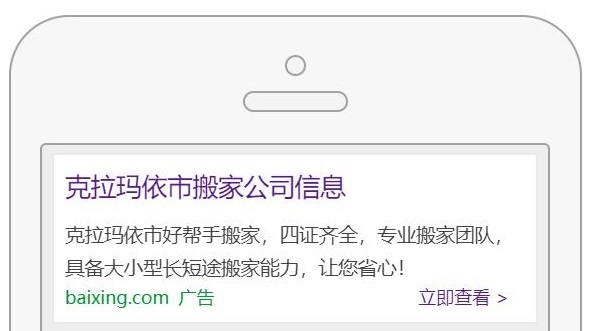 克拉玛依市搬家公司信息
克拉玛依市好帮手搬家，四证齐全，专业搬家团队，
具备大小型长短途搬家能力，让您省心！
baixing.com 广告 立即查看 >